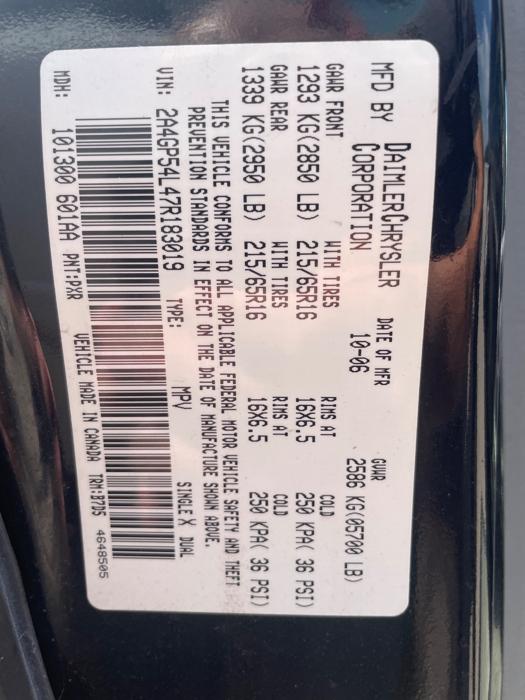 MFD BY DAIMLERCHRYSLER CORPORATION DATE OF MFR 10-06 GVWR 2586 KG(05700 LB)
GAWR FRONT WITH TIRES RIMS AT COLD
1293 KG(2850 LB) 215/65R16 16X6.5 250 KPA( 36 PSI)
GAWR REAR WITH TIRES RIMS AT COLD
1339 KG(2950 LB) 215/65R16 16X6.5 250 KPA( 36 PSI)
THIS VEHICLE CONFORMS TO ALL APPLICABLE FEDERAL MOTOR VEHICLE SAFETY AND THEFT
PREVENTION STANDARDS IN EFFECT ON THE DATE OF MANUFACTURE SHOWN ABOVE.
VIN: 2A4GP54L47R183019 TYPE: MPV SINGLE X DUAL
MDH: 101300 601AA PNT:PXR VEHICLE MADE IN CANADA TRM:B7D5 4648505